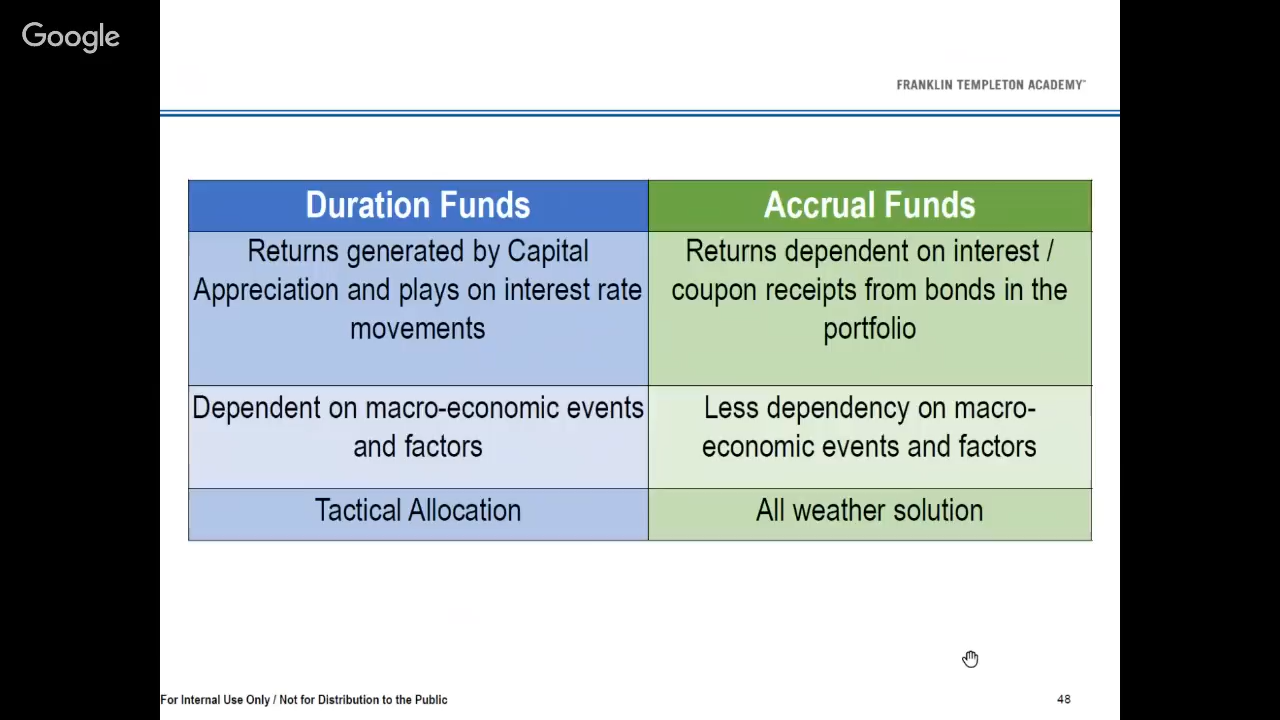 Google
FRANKLIN TEMPLETON ACADEMY™
Duration Funds
Accrual Funds
Returns generated by Capital
Appreciation and plays on interest rate
movements
Returns dependent on interest /
coupon receipts from bonds in the
portfolio
Dependent on macro-economic events
and factors
Less dependency on macro-
economic events and factors
Tactical Allocation
All weather solution
For Internal Use Only / Not for Distribution to the Public
48